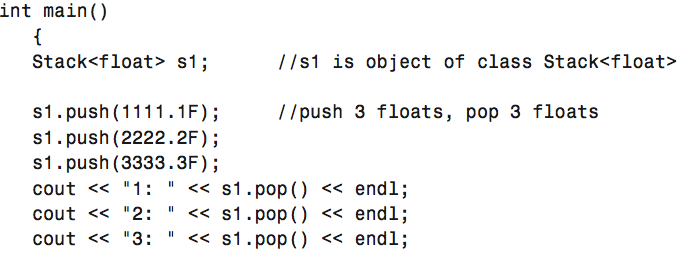 int main()
{
Stack<float> s1; //s1 is object of class Stack<float>
s1.push(1111.1F); //push 3 floats, pop 3 floats
s1.push(2222.2F);
s1.push(3333.3F);
cout << "1: " << s1.pop() << endl;
cout << "2: " << s1.pop() << endl;
cout << "3: " << s1.pop() << endl;